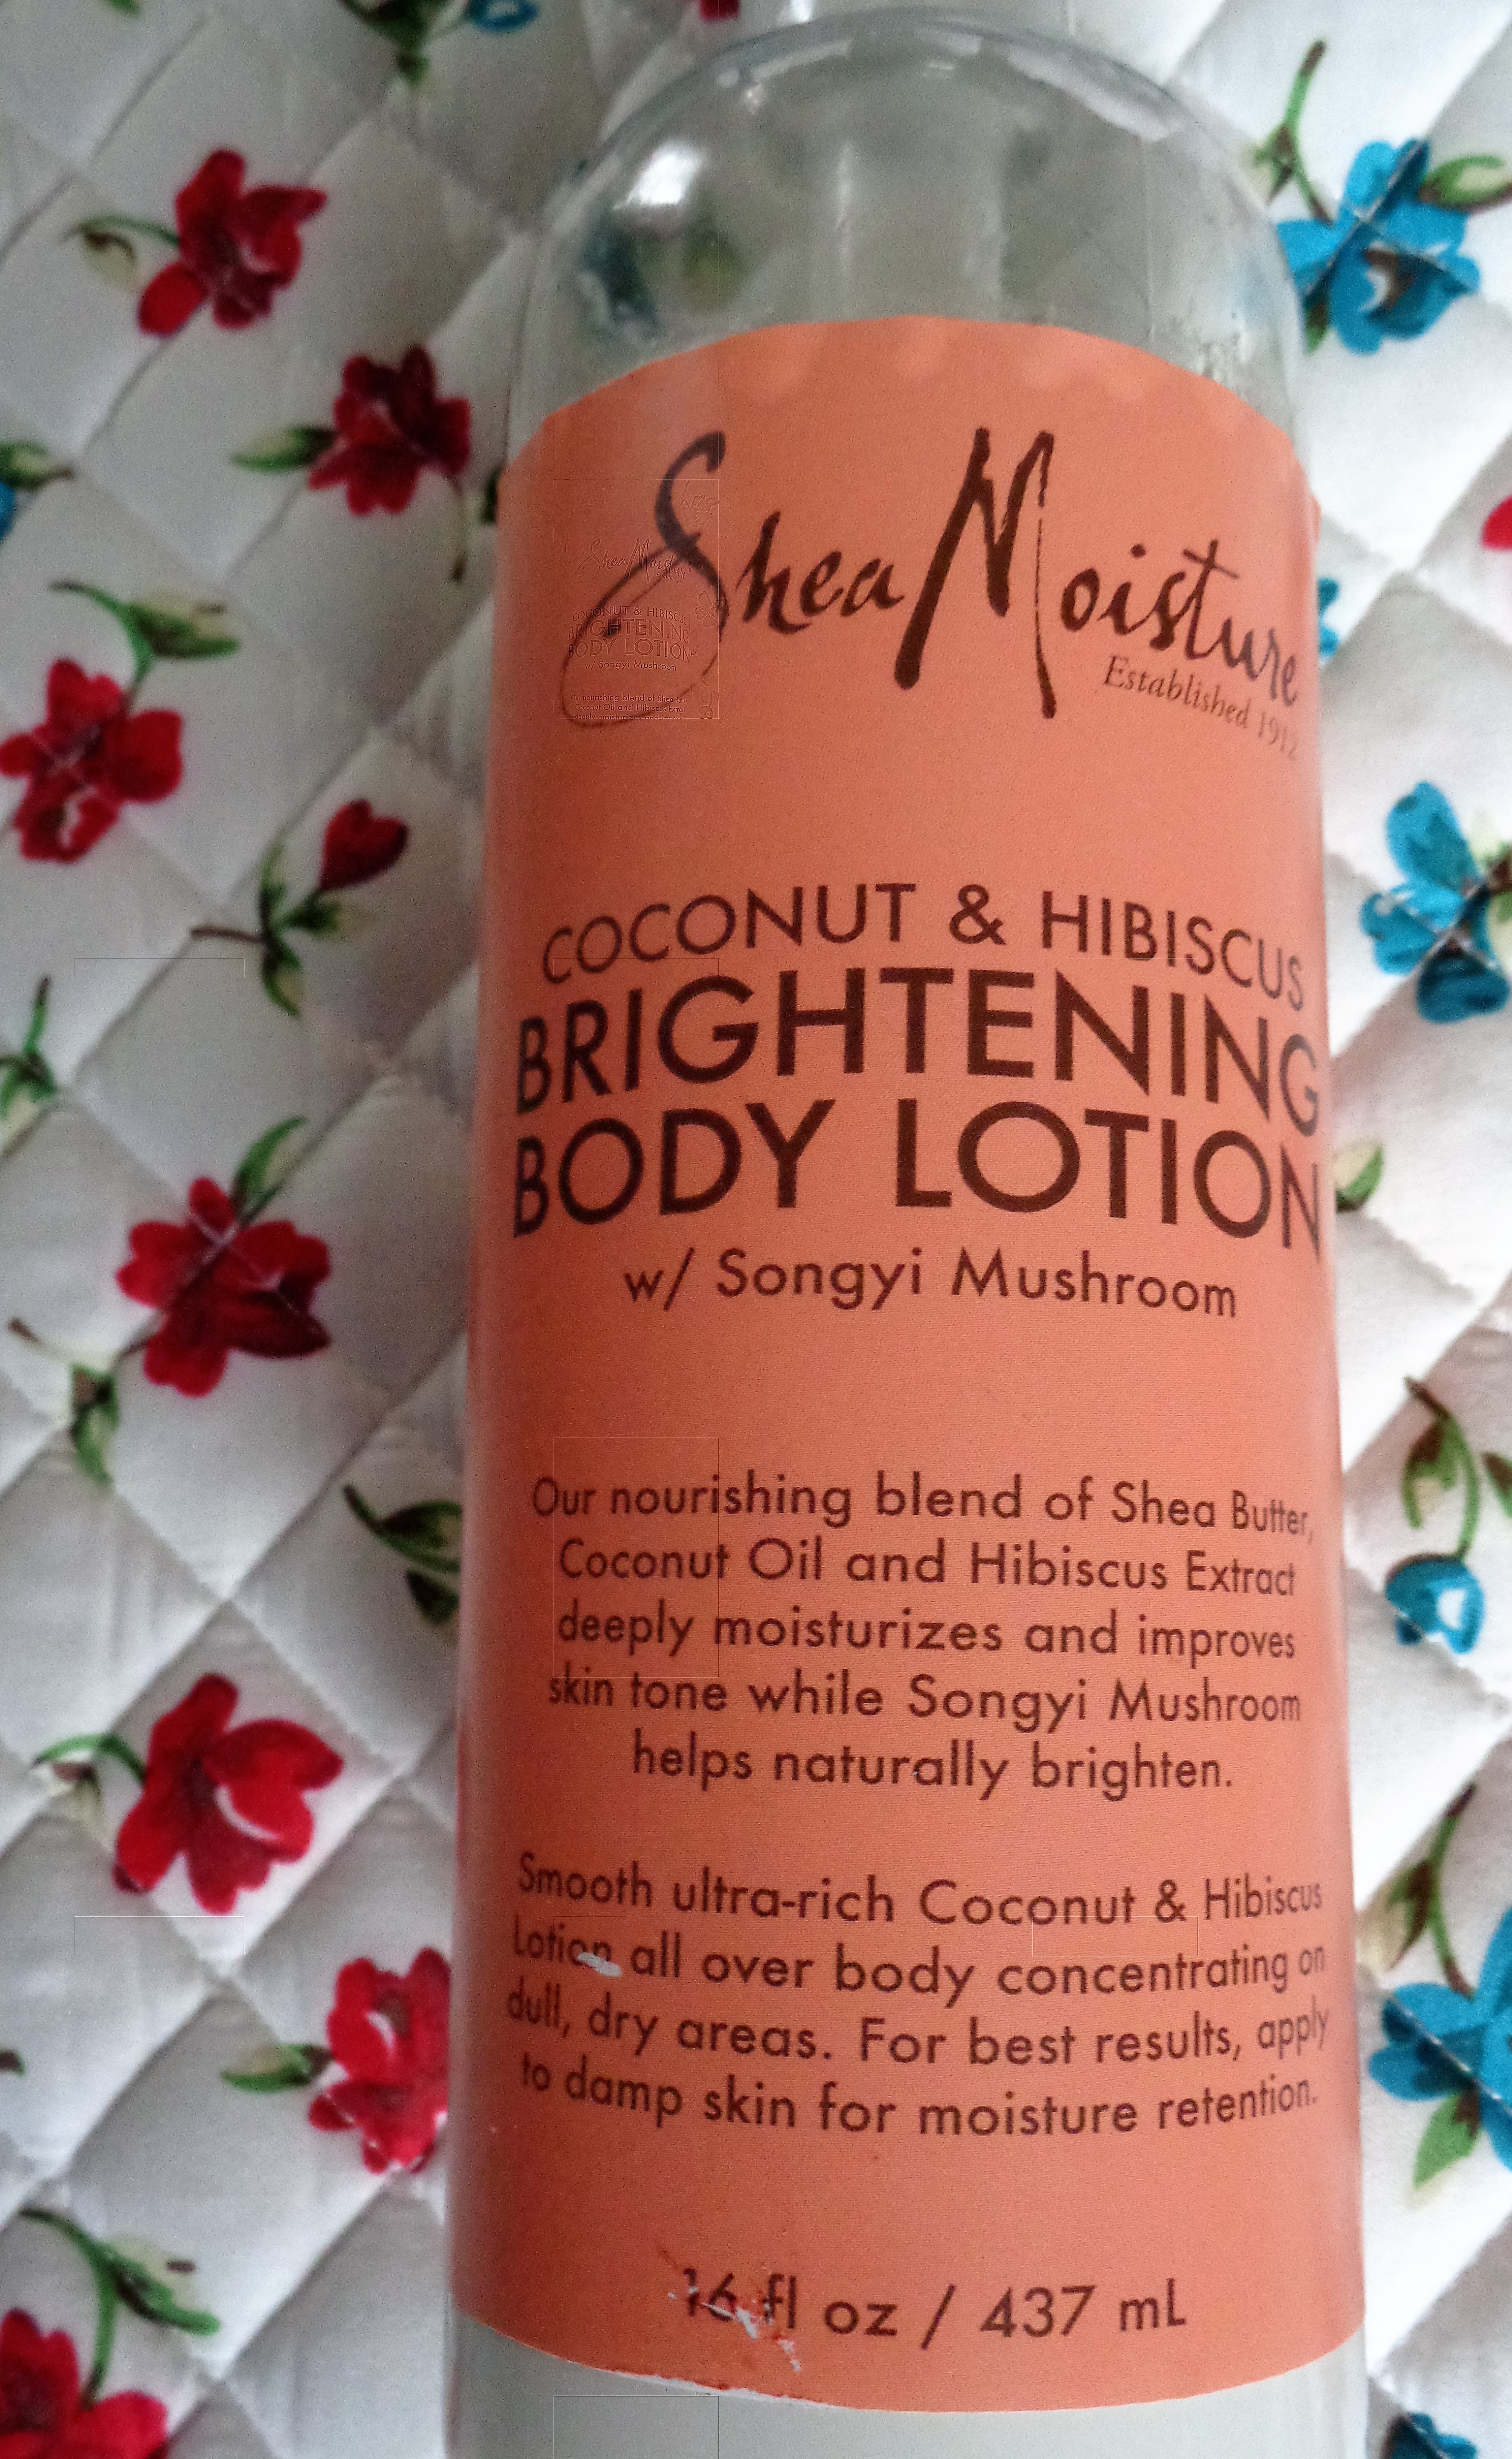 Shea Moisture
Established 1912
COCONUT & HIBISCUS
BRIGHTENING
BODY LOTION
w/ Songyi Mushroom
Our nourishing blend of Shea Butter,
Coconut Oil and Hibiscus Extract
deeply moisturizes and improves
skin tone while Songyi Mushroom
helps naturally brighten.
Smooth ultra-rich Coconut & Hibiscus
Lotion all over body concentrating on
dull, dry areas. For best results, apply
to damp skin for moisture retention.
16 fl oz / 437 mL